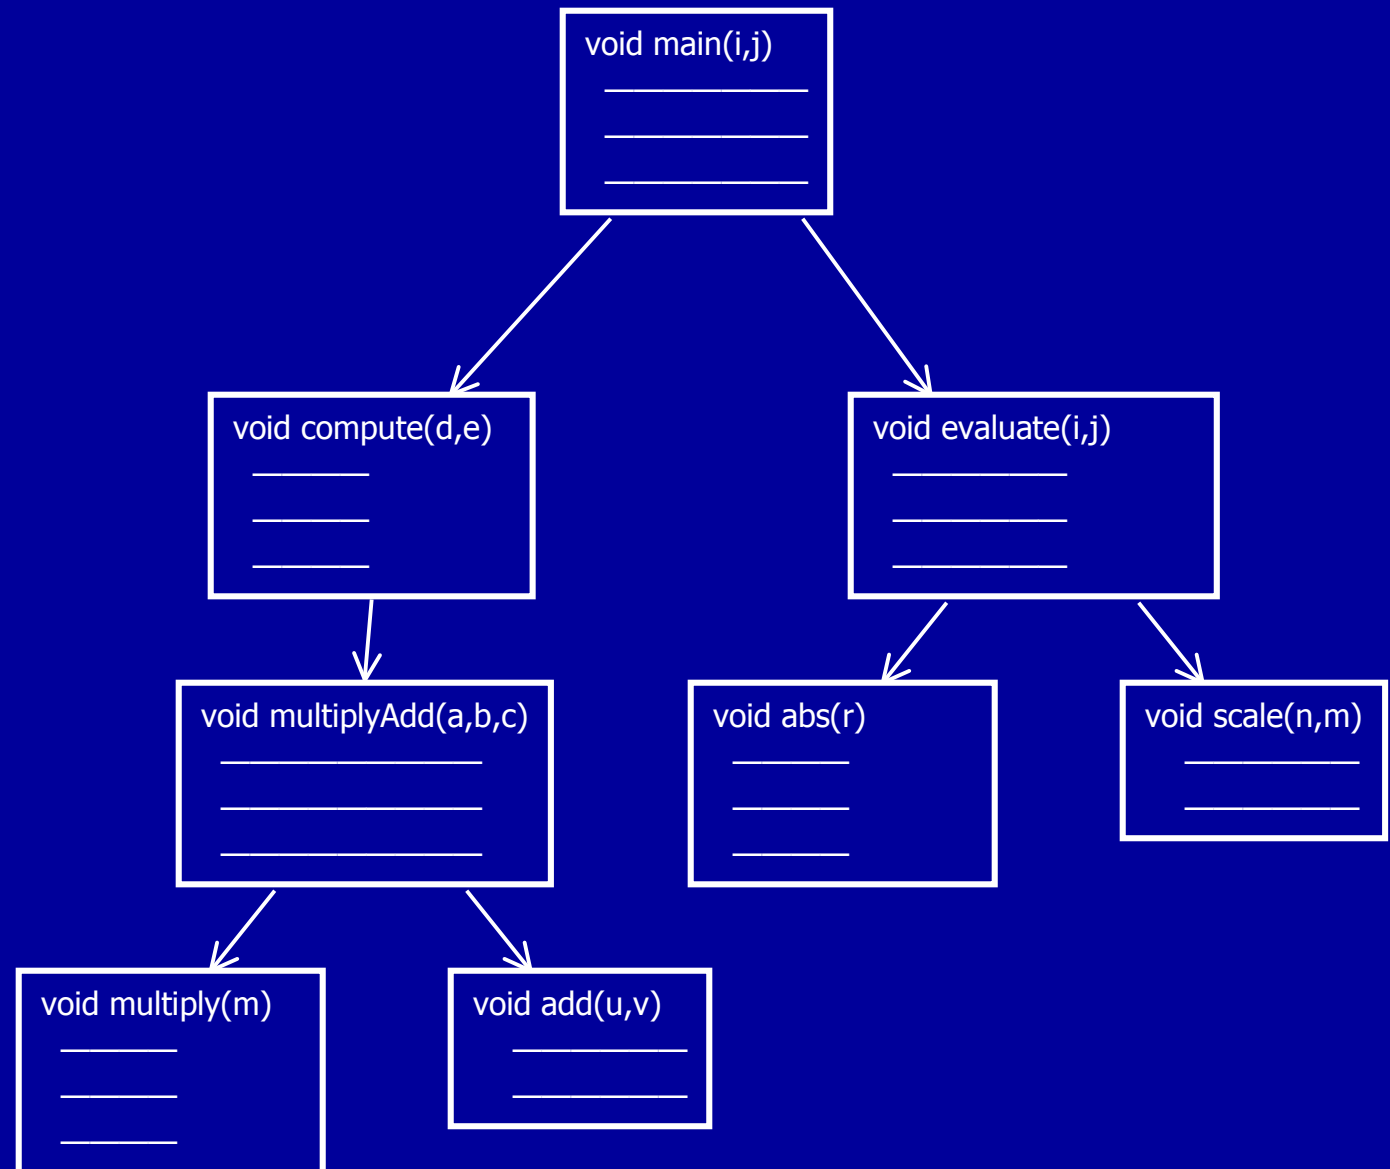 void main(i,j)
void compute(d,e)
void evaluate(i,j)
void multiplyAdd(a,b,c)
void abs(r)
void scale(n,m)
void multiply(m)
void add(u,v)